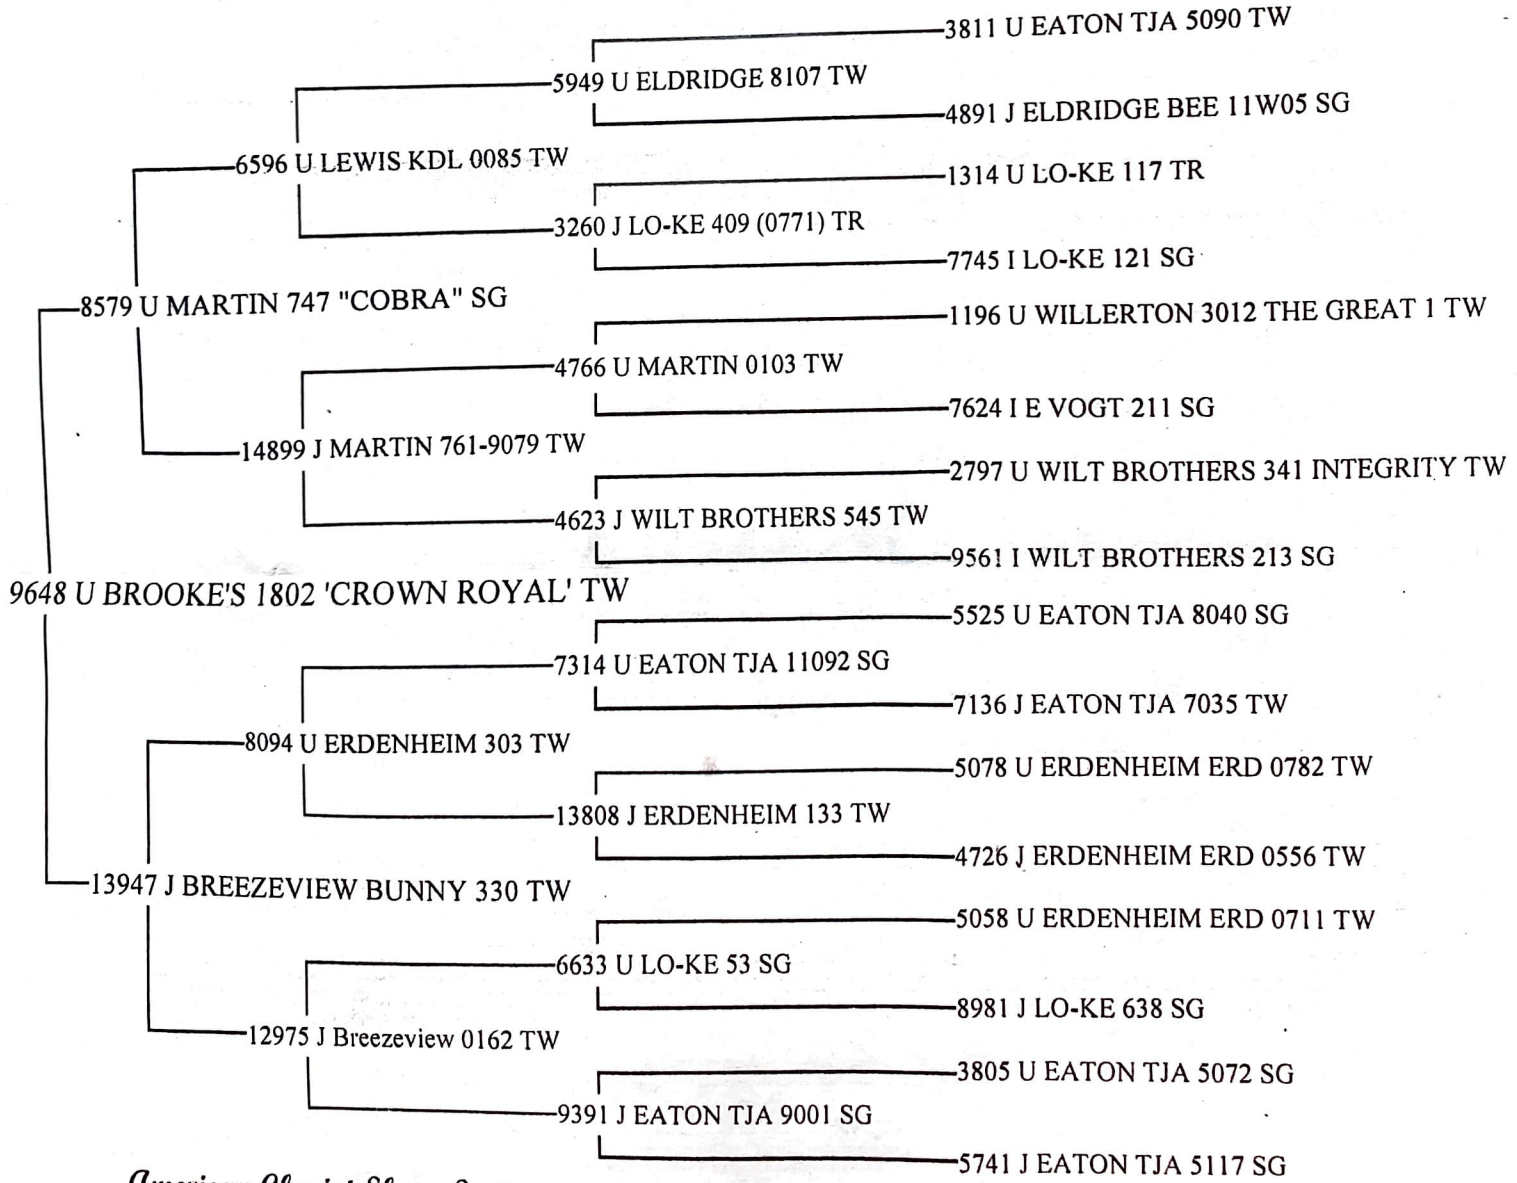 3811 U EATON TJA 5090 TW
5949 U ELDRIDGE 8107 TW
4891 J ELDRIDGE BEE 11W05 SG
6596 U LEWIS KDL 0085 TW
1314 U LO-KE 117 TR
3260 J LO-KE 409 (0771) TR
7745 I LO-KE 121 SG
8579 U MARTIN 747 "COBRA" SG
1196 U WILLERTON 3012 THE GREAT 1 TW
4766 U MARTIN 0103 TW
7624 I E VOGT 211 SG
14899 J MARTIN 761-9079 TW
2797 U WILT BROTHERS 341 INTEGRITY TW
4623 J WILT BROTHERS 545 TW
9561 I WILT BROTHERS 213 SG
9648 U BROOKE'S 1802 'CROWN ROYAL' TW
5525 U EATON TJA 8040 SG
7314 U EATON TJA 11092 SG
7136 J EATON TJA 7035 TW
8094 U ERDENHEIM 303 TW
5078 U ERDENHEIM ERD 0782 TW
13808 J ERDENHEIM 133 TW
4726 J ERDENHEIM ERD 0556 TW
13947 J BREEZEVIEW BUNNY 330 TW
5058 U ERDENHEIM ERD 0711 TW
6633 U LO-KE 53 SG
8981 J LO-KE 638 SG
12975 J Breezeview 0162 TW
3805 U EATON TJA 5072 SG
9391 J EATON TJA 9001 SG
5741 J EATON TJA 5117 SG
American Cheviot Sheep